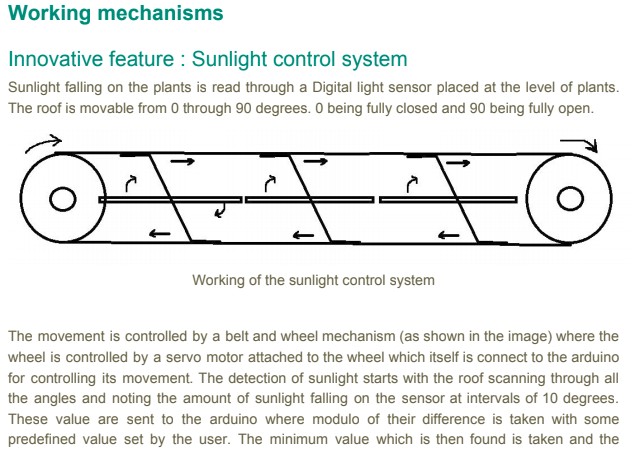 Working mechanisms
Innovative feature : Sunlight control system
Sunlight falling on the plants is read through a Digital light sensor placed at the level of plants.
The roof is movable from 0 through 90 degrees. 0 being fully closed and 90 being fully open.
Working of the sunlight control system
The movement is controlled by a belt and wheel mechanism (as shown in the image) where the
wheel is controlled by a servo motor attached to the wheel which itself is connect to the arduino
for controlling its movement. The detection of sunlight starts with the roof scanning through all
the angles and noting the amount of sunlight falling on the sensor at intervals of 10 degrees.
These value are sent to the arduino where modulo of their difference is taken with some
predefined value set by the user. The minimum value which is then found is taken and the